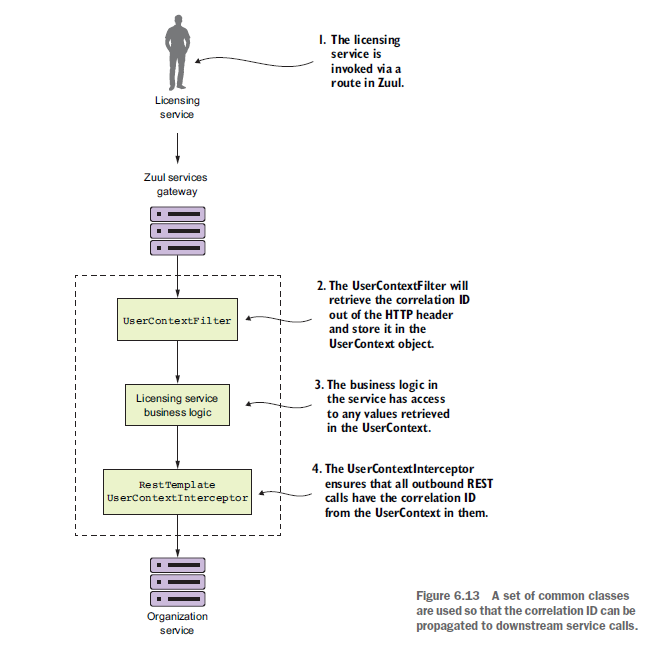 1. The licensing
service is
invoked via a
route in Zuul.
Licensing
service
Zuul services
gateway
UserContextFilter
2. The UserContextFilter will
retrieve the correlation ID
out of the HTTP header
and store it in the
UserContext object.
Licensing service
business logic
3. The business logic in
the service has access
to any values retrieved
in the UserContext.
RestTemplate
UserContextInterceptor
4. The UserContextInterceptor
ensures that all outbound REST
calls have the correlation ID
from the UserContext in them.
Organization
service
Figure 6.13 A set of common classes
are used so that the correlation ID can be
propagated to downstream service calls.